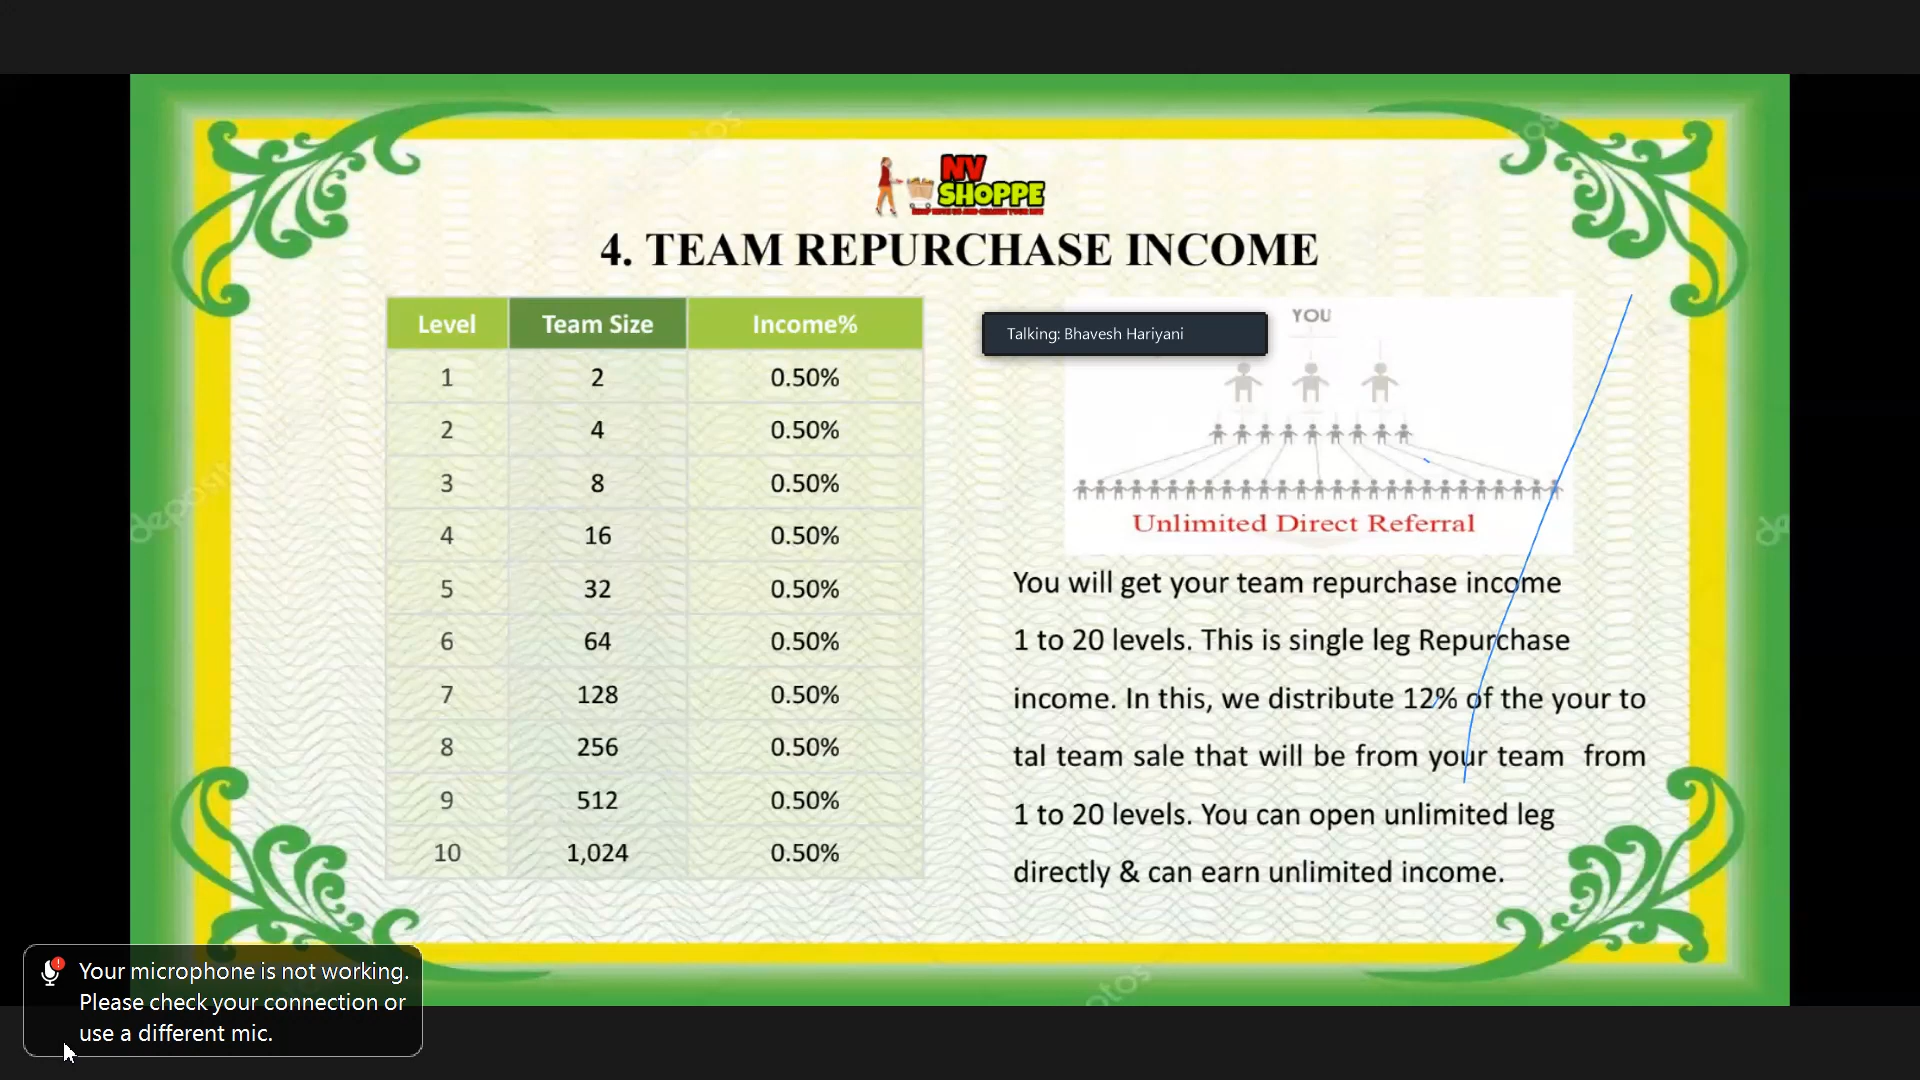 NV
SHOPPE
4. TEAM REPURCHASE INCOME
Level Team Size Income%
1 2 0.50%
2 4 0.50%
3 8 0.50%
4 16 0.50%
5 32 0.50%
6 64 0.50%
7 128 0.50%
8 256 0.50%
9 512 0.50%
10 1,024 0.50%
YOU
Talking: Bhavesh Hariyani
Unlimited Direct Referral
You will get your team repurchase income
1 to 20 levels. This is single leg Repurchase
income. In this, we distribute 12% of the your to
tal team sale that will be from your team from
1 to 20 levels. You can open unlimited leg
directly & can earn unlimited income.
Your microphone is not working.
Please check your connection or
use a different mic.